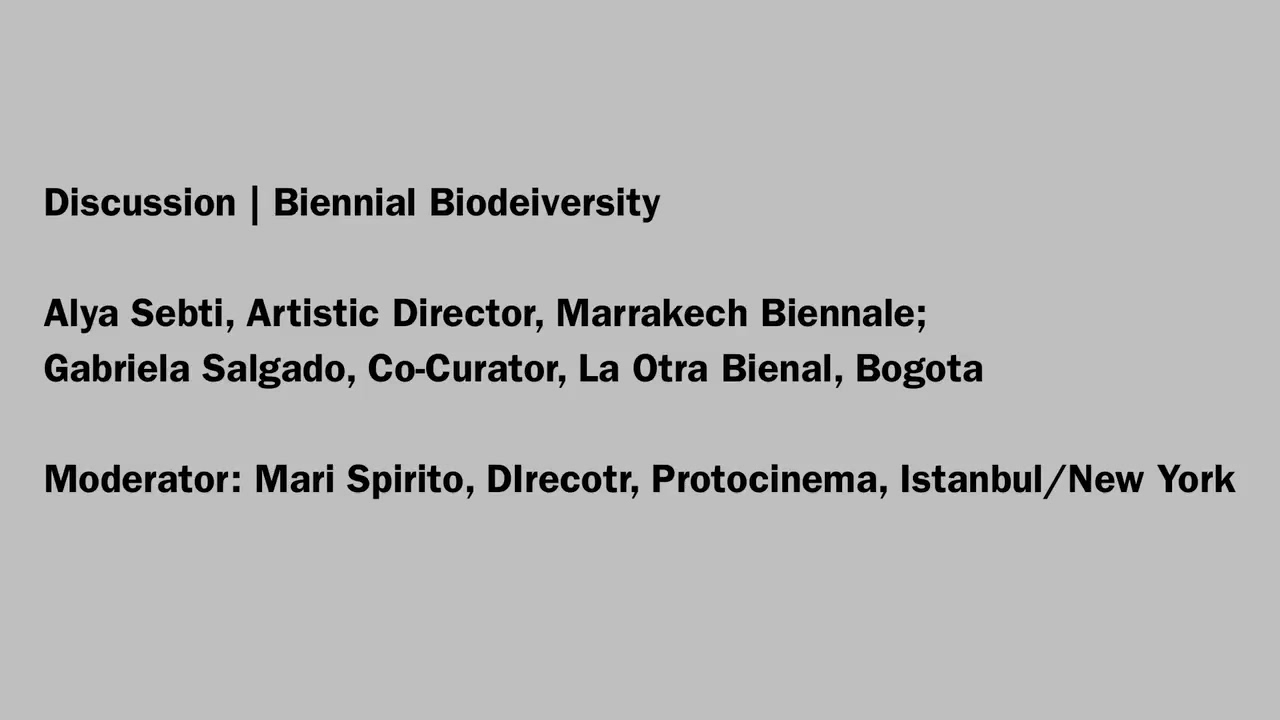 Discussion | Biennial Biodeiversity
Alya Sebti, Artistic Director, Marrakech Biennale;
Gabriela Salgado, Co-Curator, La Otra Bienal, Bogota
Moderator: Mari Spirito, DIrecotr, Protocinema, Istanbul/New York